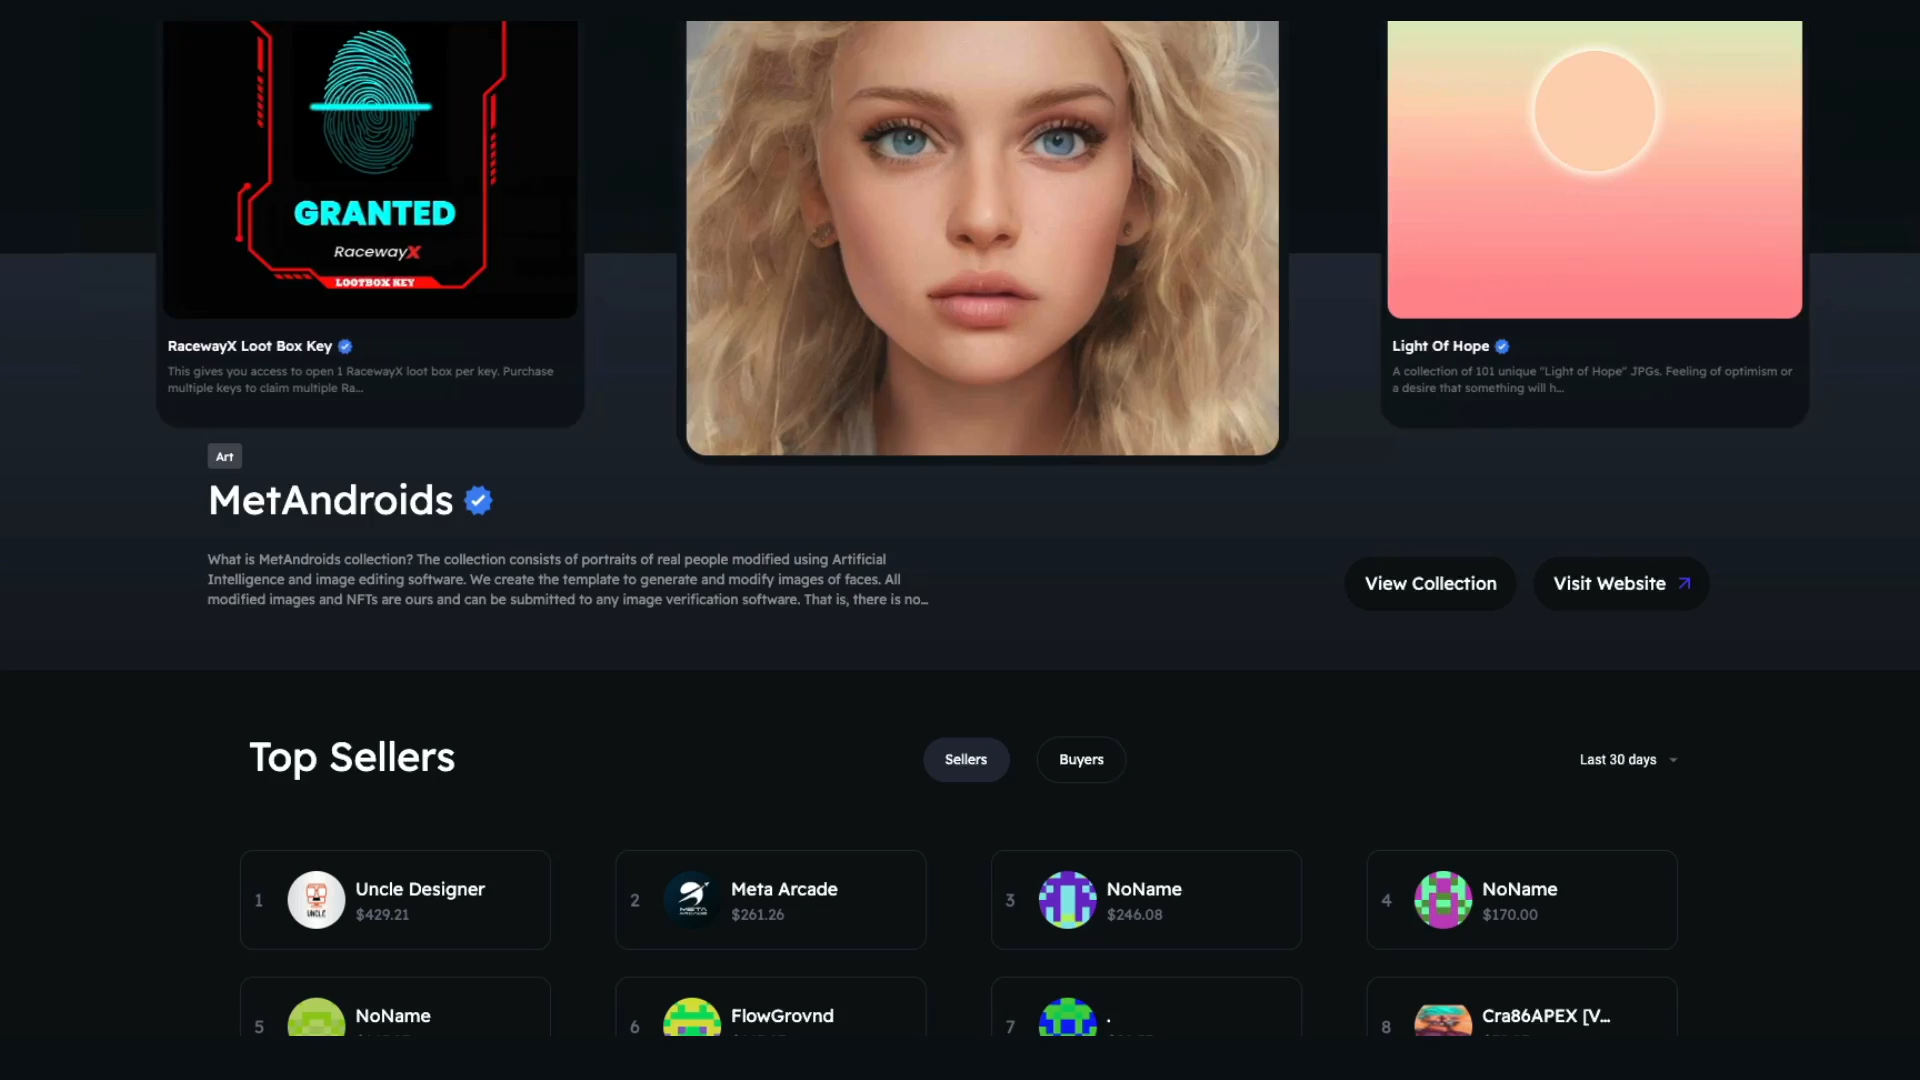 GRANTED
RacewayX
LOOTBOX KEY
RacewayX Loot Box Key
This gives you access to open 1 RacewayX loot box per key. Purchase
multiple keys to claim multiple Ra...
Light Of Hope
A collection of 101 unique "Light of Hope" JPGs. Feeling of optimism or
a desire that something will h...
Art
MetAndroids
What is MetAndroids collection? The collection consists of portraits of real people modified using Artificial
Intelligence and image editing software. We create the template to generate and modify images of faces. All
modified images and NFTs are ours and can be submitted to any image verification software. That is, there is no...
View Collection
Visit Website
Top Sellers
Sellers
Buyers
Last 30 days
1
UNCLE
Uncle Designer
$429.21
2
META
ARCADE
Meta Arcade
$261.26
3
NoName
$246.08
4
NoName
$170.00
5
NoName
6
FlowGrovnd
7
.
8
Cra86APEX [V...